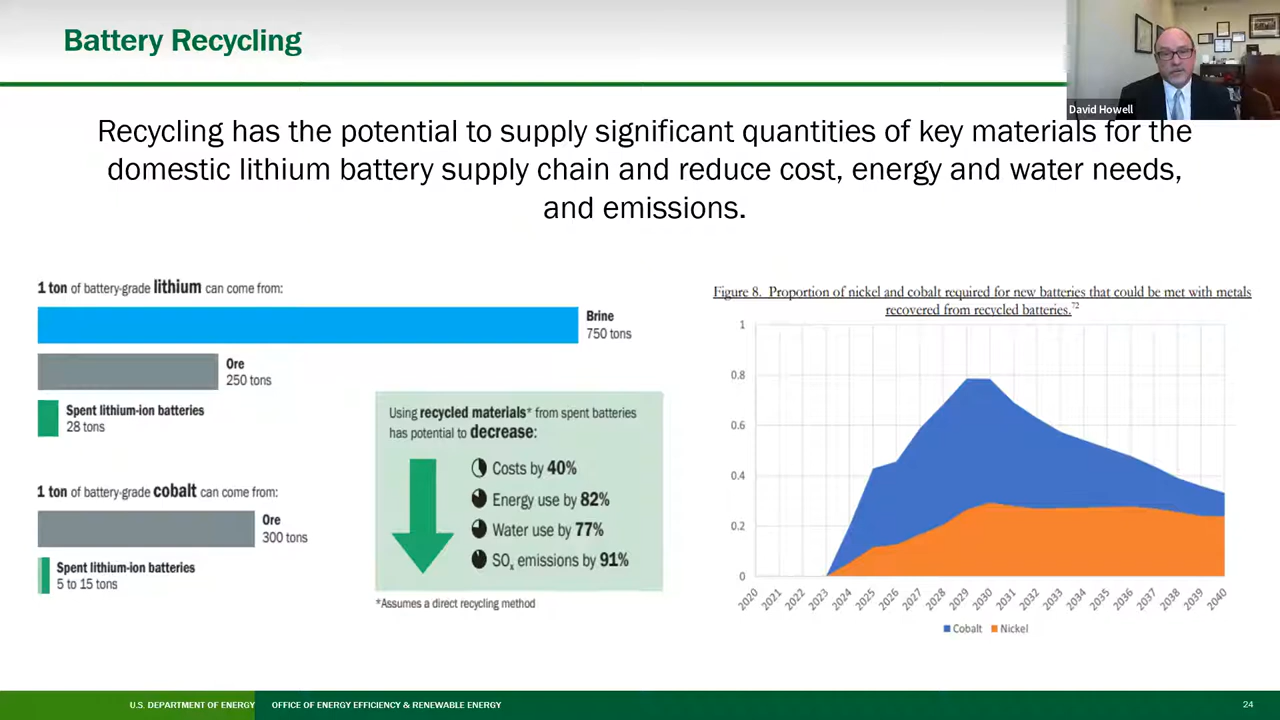 Battery Recycling
David Howell
Recycling has the potential to supply significant quantities of key materials for the
domestic lithium battery supply chain and reduce cost, energy and water needs,
and emissions.
1 ton of battery-grade lithium can come from:
Brine
750 tons
Ore
250 tons
Spent lithium-ion batteries
28 tons
1 ton of battery-grade cobalt can come from:
Ore
300 tons
Spent lithium-ion batteries
5 to 15 tons
Using recycled materials* from spent batteries
has potential to decrease:
Costs by 40%
Energy use by 82%
Water use by 77%
SOx emissions by 91%
*Assumes a direct recycling method
Figure 8. Proportion of nickel and cobalt required for new batteries that could be met with metals
recovered from recycled batteries.72
1
0.8
0.6
0.4
0.2
0
2020 2021 2022 2023 2024 2025 2026 2027 2028 2029 2030 2031 2032 2033 2034 2035 2036 2037 2038 2039 2040
Cobalt Nickel
U.S. DEPARTMENT OF ENERGY OFFICE OF ENERGY EFFICIENCY & RENEWABLE ENERGY 24